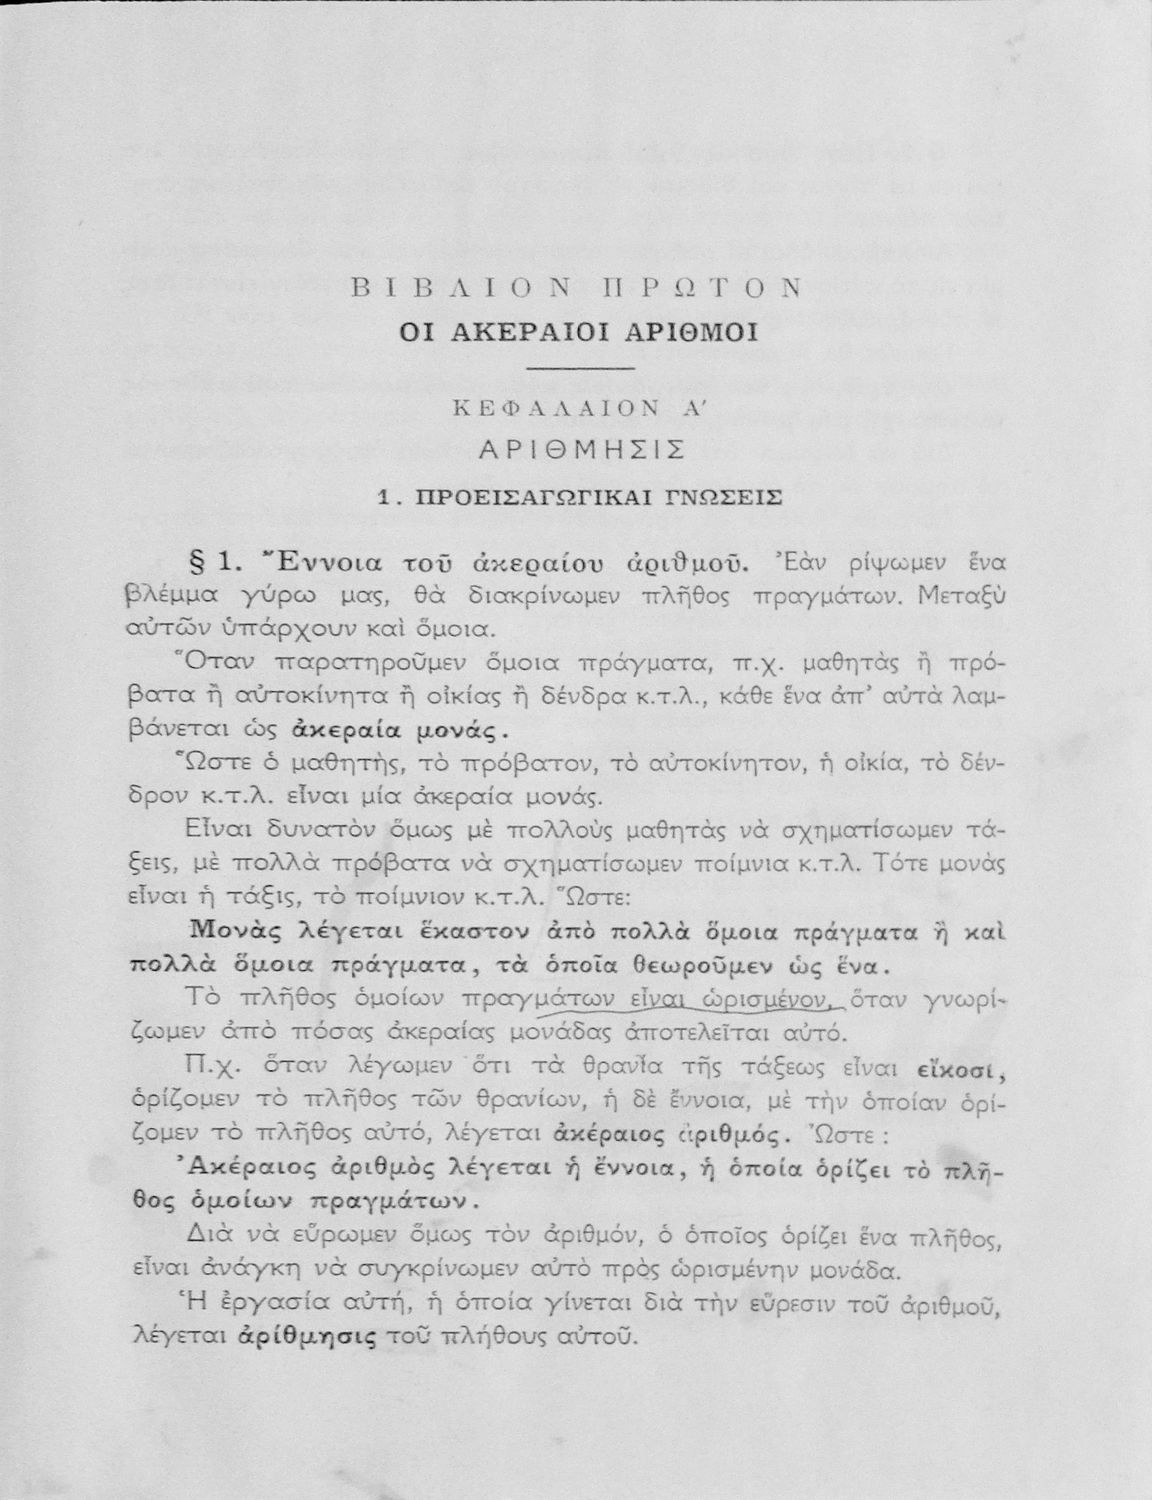 ΒΙΒΛΙΟΝ ΠΡΩΤΟΝ
ΟΙ ΑΚΕΡΑΙΟΙ ΑΡΙΘΜΟΙ
ΚΕΦΑΛΑΙΟΝ Α′
ΑΡΙΘΜΗΣΙΣ
1. ΠΡΟΕΙΣΑΓΩΓΙΚΑΙ ΓΝΩΣΕΙΣ
§ 1. Ἔννοια τοῦ ἀκεραίου ἀριθμοῦ. Ἐὰν ρίψωμεν ἕνα
βλέμμα γύρω μας, θὰ διακρίνωμεν πλῆθος πραγμάτων. Μεταξὺ
αὐτῶν ὑπάρχουν καὶ ὅμοια.
Ὅταν παρατηροῦμεν ὅμοια πράγματα, π.χ. μαθητὰς ἢ πρό-
βατα ἢ αὐτοκίνητα ἢ οἰκίας ἢ δένδρα κ.τ.λ., κάθε ἕνα ἀπ’ αὐτὰ λαμ-
βάνεται ὡς ἀκεραία μονάς.
Ὥστε ὁ μαθητὴς, τὸ πρόβατον, τὸ αὐτοκίνητον, ἡ οἰκία, τὸ δέν-
δρον κ.τ.λ. εἶναι μία ἀκεραία μονάς.
Εἶναι δυνατὸν ὅμως μὲ πολλοὺς μαθητὰς νὰ σχηματίσωμεν τά-
ξεις, μὲ πολλὰ πρόβατα νὰ σχηματίσωμεν ποίμνια κ.τ.λ. Τότε μονὰς
εἶναι ἡ τάξις, τὸ ποίμνιον κ.τ.λ. Ὥστε:
Μονὰς λέγεται ἕκαστον ἀπὸ πολλὰ ὅμοια πράγματα ἢ καὶ
πολλὰ ὅμοια πράγματα, τὰ ὁποῖα θεωροῦμεν ὡς ἕνα.
Τὸ πλῆθος ὁμοίων πραγμάτων εἶναι ὡρισμένον, ὅταν γνωρί-
ζωμεν ἀπὸ πόσας ἀκεραίας μονάδας ἀποτελεῖται αὐτό.
Π.χ. ὅταν λέγωμεν ὅτι τὰ θρανία τῆς τάξεως εἶναι εἴκοσι,
ὁρίζομεν τὸ πλῆθος τῶν θρανίων, ἡ δὲ ἔννοια, μὲ τὴν ὁποίαν ὁρί-
ζομεν τὸ πλῆθος αὐτό, λέγεται ἀκέραιος ἀριθμός. Ὥστε :
Ἀκέραιος ἀριθμὸς λέγεται ἡ ἔννοια, ἡ ὁποία ὁρίζει τὸ πλῆ-
θος ὁμοίων πραγμάτων.
Διὰ νὰ εὕρωμεν ὅμως τὸν ἀριθμόν, ὁ ὁποῖος ὁρίζει ἕνα πλῆθος,
εἶναι ἀνάγκη νὰ συγκρίνωμεν αὐτὸ πρὸς ὡρισμένην μονάδα.
Ἡ ἐργασία αὐτή, ἡ ὁποία γίνεται διὰ τὴν εὕρεσιν τοῦ ἀριθμοῦ,
λέγεται ἀρίθμησις τοῦ πλήθους αὐτοῦ.